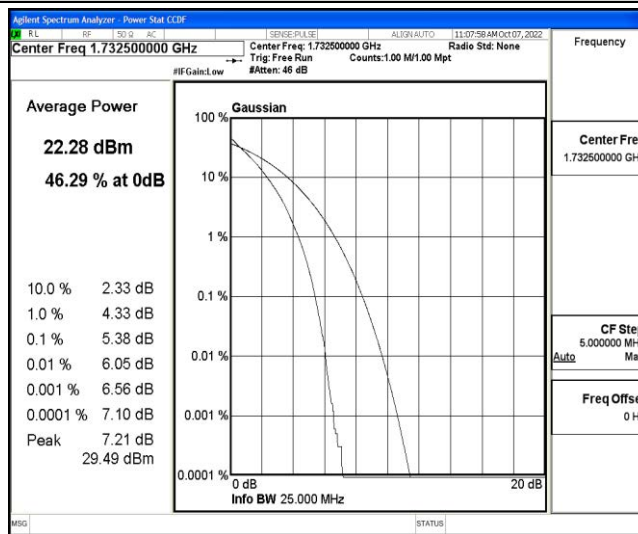 Agilent Spectrum Analyzer - Power Stat CCDF
RL RF 50 Ω AC SENSE:PULSE ALIGN AUTO 11:07:58 AM Oct 07, 2022
Center Freq 1.732500000 GHz
Center Freq: 1.732500000 GHz Radio Std: None
Trig: Free Run Counts:1.00 M/1.00 Mpt
#IFGain:Low #Atten: 46 dB
Frequency
Average Power
22.28 dBm
46.29 % at 0dB
10.0 % 2.33 dB
1.0 % 4.33 dB
0.1 % 5.38 dB
0.01 % 6.05 dB
0.001 % 6.56 dB
0.0001 % 7.10 dB
Peak 7.21 dB
29.49 dBm
Gaussian
100 %
10 %
1 %
0.1 %
0.01 %
0.001 %
0.0001 %
0 dB 20 dB
Info BW 25.000 MHz
Center Fre
1.732500000 GH
CF Ste
5.000000 MH
Auto Ma
Freq Offse
0 H
MSG STATUS